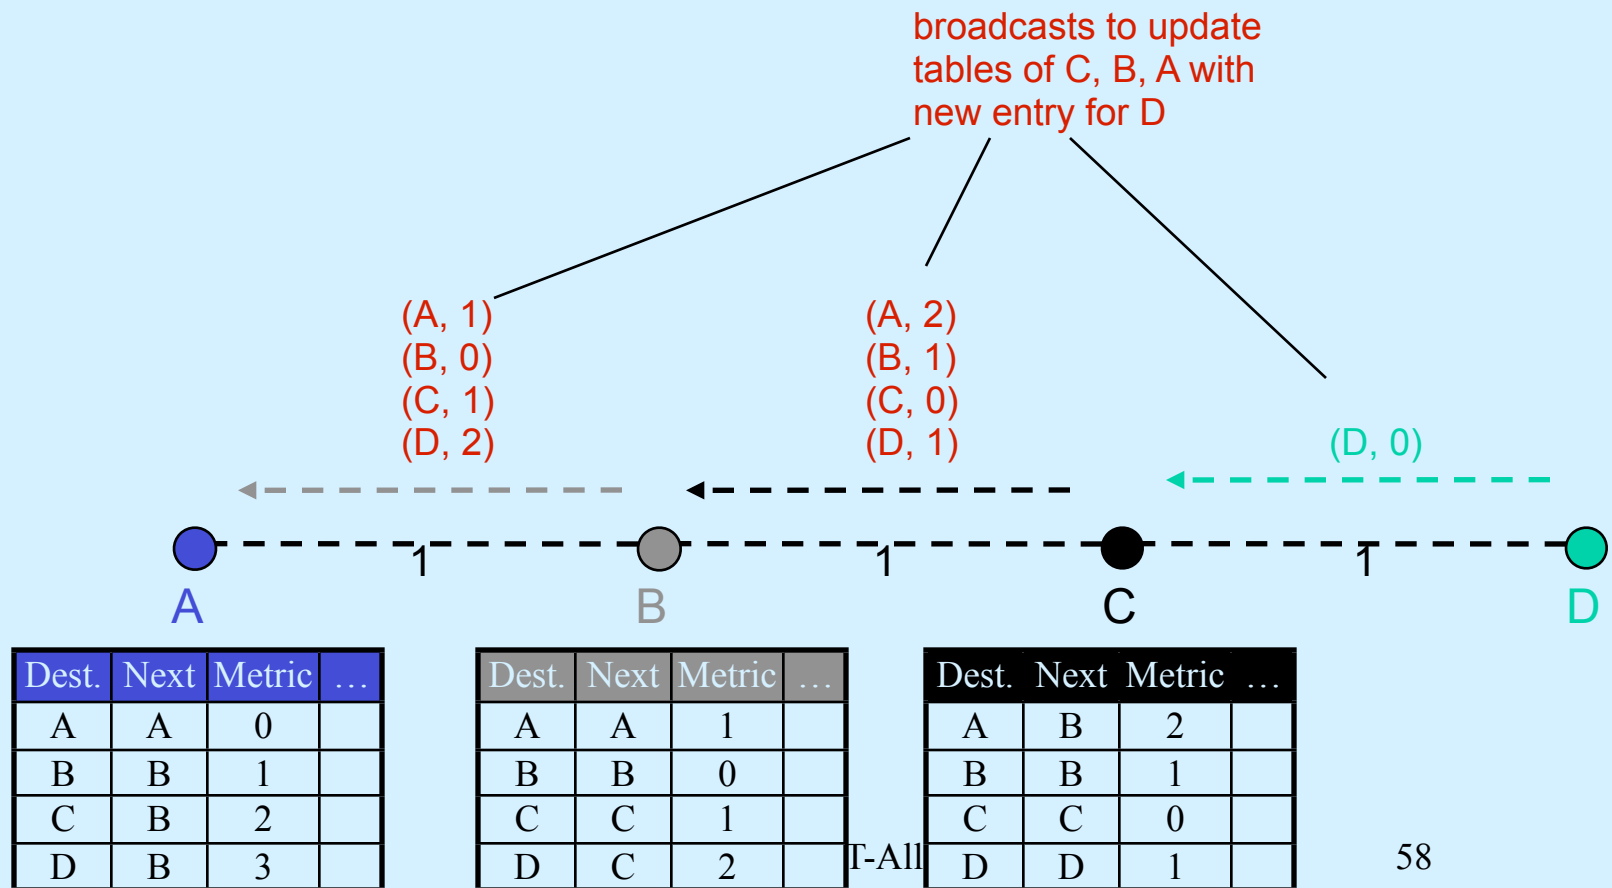 broadcasts to update
tables of C, B, A with
new entry for D
(A, 1)
(B, 0)
(C, 1)
(D, 2)
(A, 2)
(B, 1)
(C, 0)
(D, 1)
(D, 0)
1 1 1
A B C D
Dest. Next Metric …
A A 0
B B 1
C B 2
D B 3
Dest. Next Metric …
A A 1
B B 0
C C 1
D C 2
Dest. Next Metric …
A B 2
B B 1
C C 0
D D 1
T-All
58